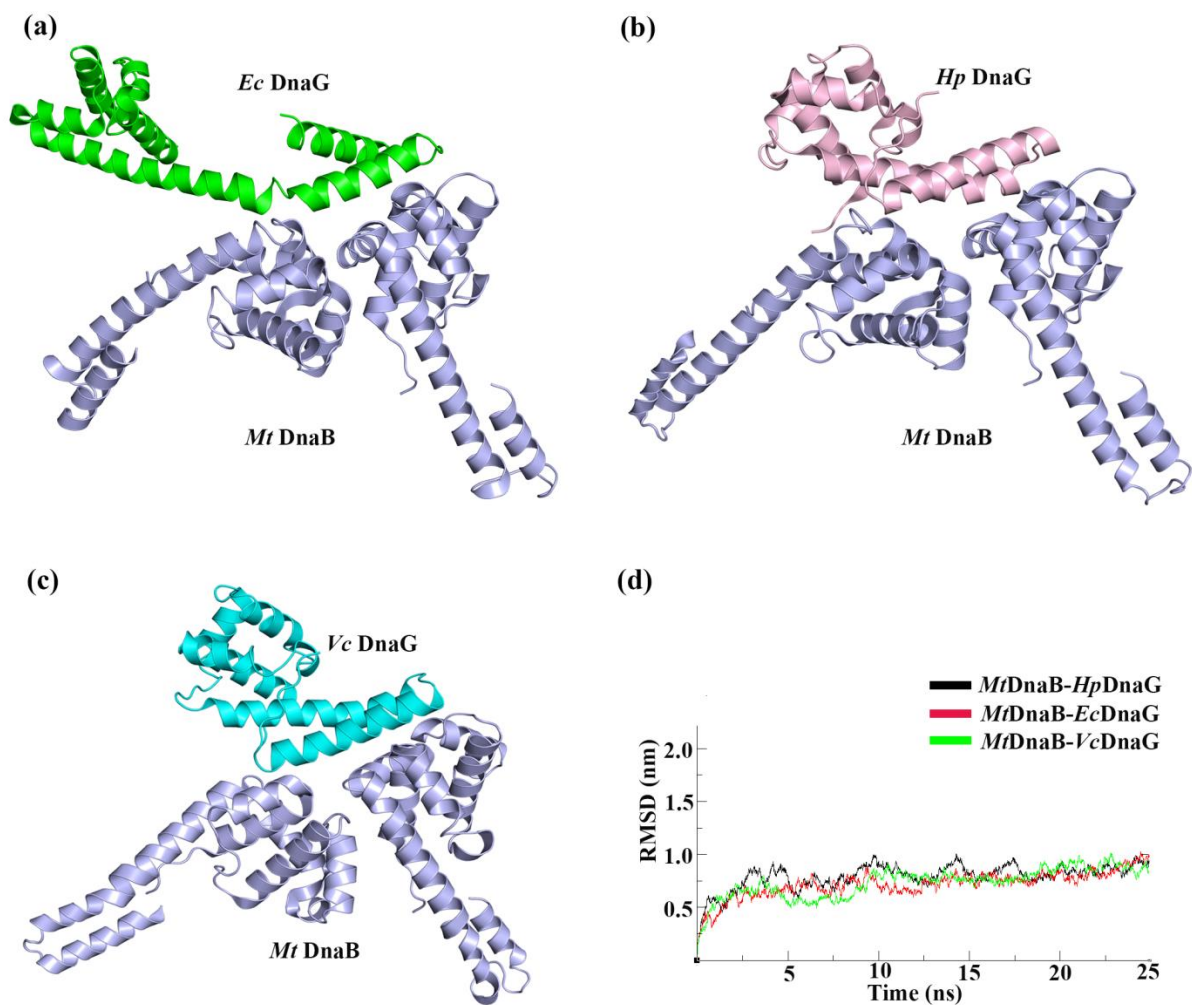 (a)
Ec DnaG
Mt DnaB
(b)
Hp DnaG
Mt DnaB
(c)
Vc DnaG
Mt DnaB
(d)
MtDnaB-HpDnaG
MtDnaB-EcDnaG
MtDnaB-VcDnaG
RMSD (nm)
2.0
1.5
1.0
0.5
5 10 15 20 25
Time (ns)